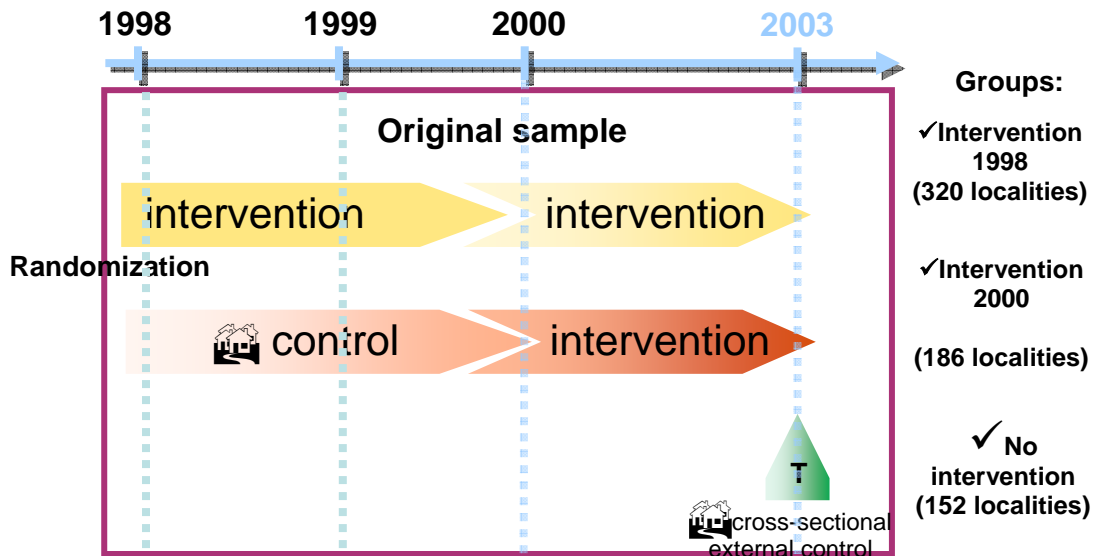 1998 1999 2000 2003
Groups:
Original sample
✓Intervention
1998
(320 localities)
intervention intervention
Randomization
✓Intervention
2000
control intervention
(186 localities)
✓ No
intervention
(152 localities)
T
cross-sectional
external control